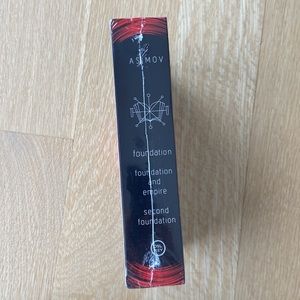 ASIMOV
foundation
foundation
and
empire
second
foundation